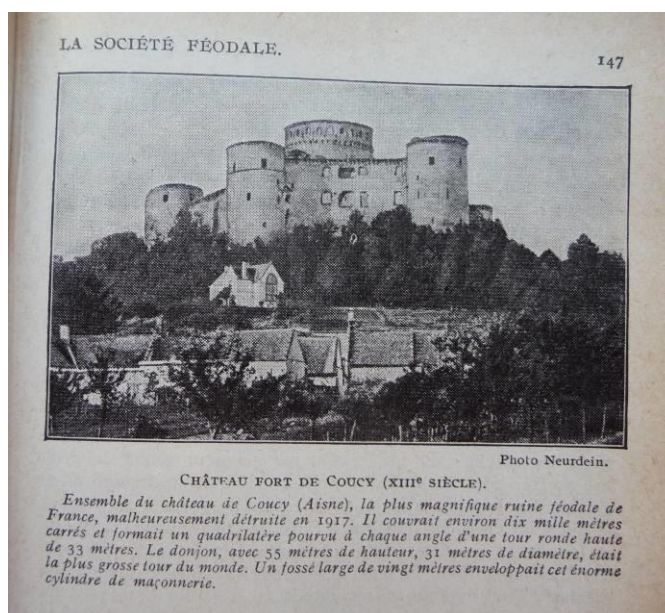 LA SOCIÉTÉ FÉODALE.
147
Photo Neurdein.
CHÂTEAU FORT DE COUCY (XIIIe SIÈCLE).
Ensemble du château de Coucy (Aisne), la plus magnifique ruine féodale de
France, malheureusement détruite en 1917. Il couvrait environ dix mille mètres
carrés et formait un quadrilatère pourvu à chaque angle d'une tour ronde haute
de 33 mètres. Le donjon, avec 55 mètres de hauteur, 31 mètres de diamètre, était
la plus grosse tour du monde. Un fossé large de vingt mètres enveloppait cet énorme
cylindre de maçonnerie.